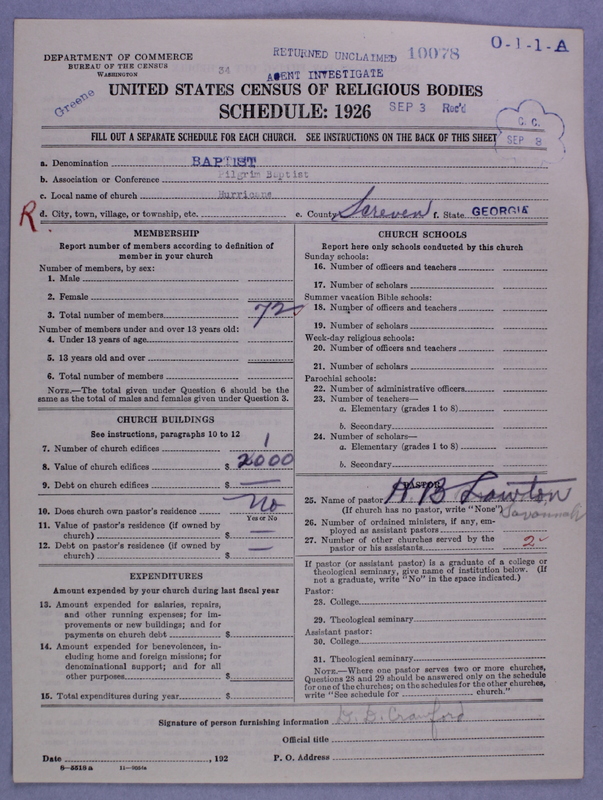 DEPARTMENT OF COMMERCE
BUREAU OF THE CENSUS
WASHINGTON
34
RETURNED UNCLAIMED 10078
AGENT INVESTIGATE
O-1-1-A
Greene
UNITED STATES CENSUS OF RELIGIOUS BODIES
SCHEDULE: 1926
SEP 3 Rec'd
C. C.
SEP 3
FILL OUT A SEPARATE SCHEDULE FOR EACH CHURCH. SEE INSTRUCTIONS ON THE BACK OF THIS SHEET
a. Denomination BAPTIST
b. Association or Conference Pilgrim Baptist
c. Local name of church Hurricane
R d. City, town, village, or township, etc. e. County Screven f. State GEORGIA
MEMBERSHIP
Report number of members according to definition of
member in your church
Number of members, by sex:
1. Male
2. Female
3. Total number of members 72
Number of members under and over 13 years old:
4. Under 13 years of age
5. 13 years old and over
6. Total number of members
NOTE.—The total given under Question 6 should be the
same as the total of males and females given under Question 3.
CHURCH BUILDINGS
See instructions, paragraphs 10 to 12
7. Number of church edifices 1
8. Value of church edifices $ 2000
9. Debt on church edifices $ —
10. Does church own pastor's residence No
Yes or No
11. Value of pastor's residence (if owned by
church) $ —
12. Debt on pastor's residence (if owned by
church) $ —
EXPENDITURES
Amount expended by your church during last fiscal year
13. Amount expended for salaries, repairs,
and other running expenses; for im-
provements or new buildings; and for
payments on church debt $
14. Amount expended for benevolences, in-
cluding home and foreign missions; for
denominational support; and for all
other purposes $
15. Total expenditures during year $
CHURCH SCHOOLS
Report here only schools conducted by this church
Sunday schools:
16. Number of officers and teachers
17. Number of scholars
Summer vacation Bible schools:
18. Number of officers and teachers
19. Number of scholars
Week-day religious schools:
20. Number of officers and teachers
21. Number of scholars
Parochial schools:
22. Number of administrative officers
23. Number of teachers—
a. Elementary (grades 1 to 8)
b. Secondary
24. Number of scholars—
a. Elementary (grades 1 to 8)
b. Secondary
PASTOR
25. Name of pastor H B Lawton
(If church has no pastor, write "None") Savannah
26. Number of ordained ministers, if any, em-
ployed as assistant pastors
27. Number of other churches served by the
pastor or his assistants 2
If pastor (or assistant pastor) is a graduate of a college or
theological seminary, give name of institution below. (If
not a graduate, write "No" in the space indicated.)
Pastor:
28. College
29. Theological seminary
Assistant pastor:
30. College
31. Theological seminary
NOTE.—Where one pastor serves two or more churches,
Questions 28 and 29 should be answered only on the schedule
for one of the churches; on the schedules for the other churches,
write "See schedule for church."
Signature of person furnishing information G. G. Crawford
Official title
Date , 192 P. O. Address
8-5518a